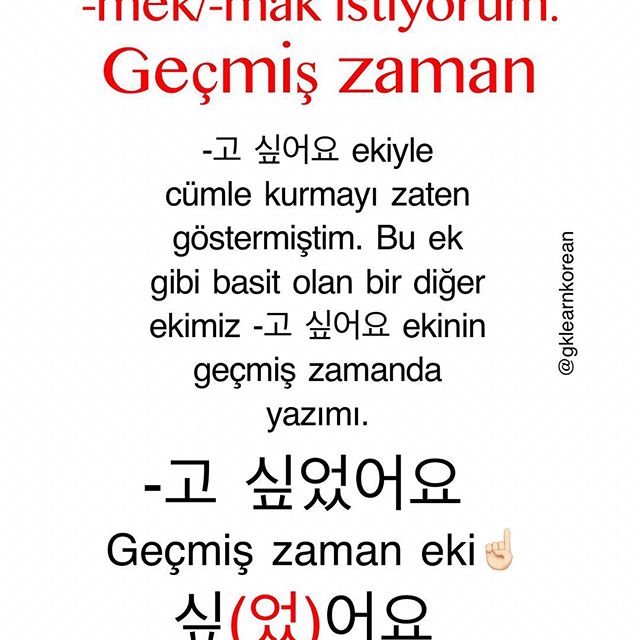 -mek/-mak istiyorum.
Geçmiş zaman
-고 싶어요 ekiyle
cümle kurmayı zaten
göstermiştim. Bu ek
gibi basit olan bir diğer
ekimiz -고 싶어요 ekinin
geçmiş zamanda
yazımı.
-고 싶었어요
Geçmiş zaman eki☝🏻
싶(었)어요
@gklearnkorean